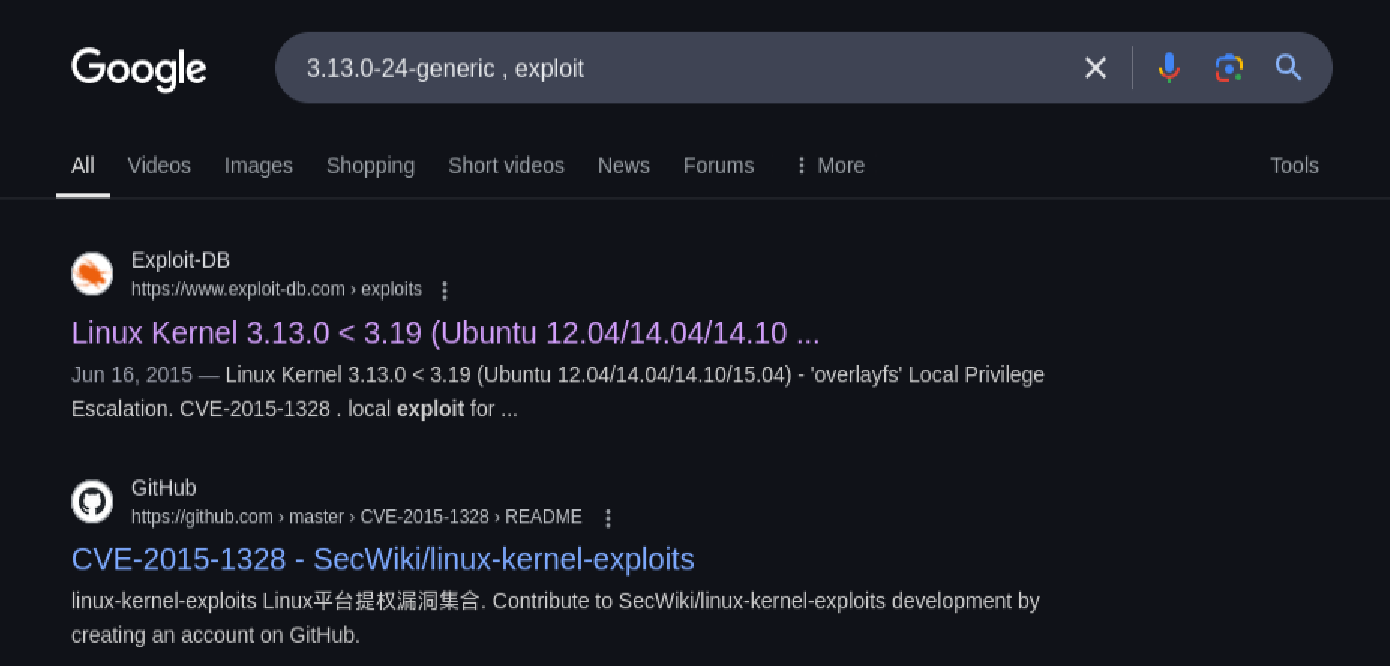 Google
3.13.0-24-generic , exploit
All Videos Images Shopping Short videos News Forums More Tools
Exploit-DB
https://www.exploit-db.com › exploits
Linux Kernel 3.13.0 < 3.19 (Ubuntu 12.04/14.04/14.10 ...
Jun 16, 2015 — Linux Kernel 3.13.0 < 3.19 (Ubuntu 12.04/14.04/14.10/15.04) - 'overlayfs' Local Privilege
Escalation. CVE-2015-1328 . local exploit for ...
GitHub
https://github.com › master › CVE-2015-1328 › README
CVE-2015-1328 - SecWiki/linux-kernel-exploits
linux-kernel-exploits Linux平台提权漏洞集合. Contribute to SecWiki/linux-kernel-exploits development by
creating an account on GitHub.